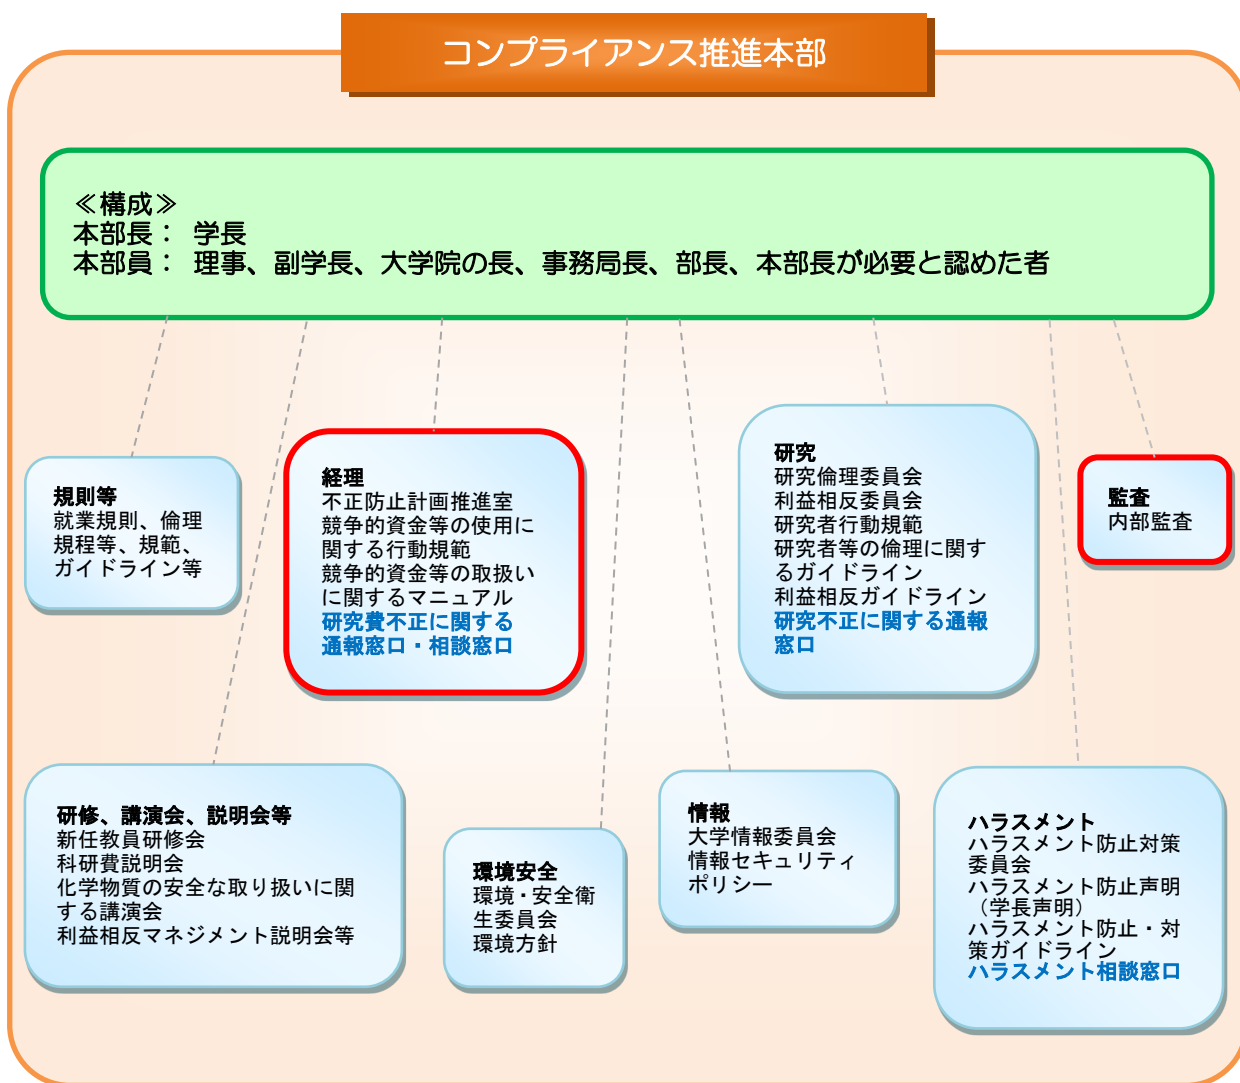 コンプライアンス推進本部
≪構成≫
本部長： 学長
本部員： 理事、副学長、大学院の長、事務局長、部長、本部長が必要と認めた者
規則等
就業規則、倫理
規程等、規範、
ガイドライン等
経理
不正防止計画推進室
競争的資金等の使用に
関する行動規範
競争的資金等の取扱い
に関するマニュアル
研究費不正に関する
通報窓口・相談窓口
研究
研究倫理委員会
利益相反委員会
研究者行動規範
研究者等の倫理に関す
るガイドライン
利益相反ガイドライン
研究不正に関する通報
窓口
監査
内部監査
研修、講演会、説明会等
新任教員研修会
科研費説明会
化学物質の安全な取り扱いに関
する講演会
利益相反マネジメント説明会等
環境安全
環境・安全衛
生委員会
環境方針
情報
大学情報委員会
情報セキュリティ
ポリシー
ハラスメント
ハラスメント防止対策
委員会
ハラスメント防止声明
（学長声明）
ハラスメント防止・対
策ガイドライン
ハラスメント相談窓口